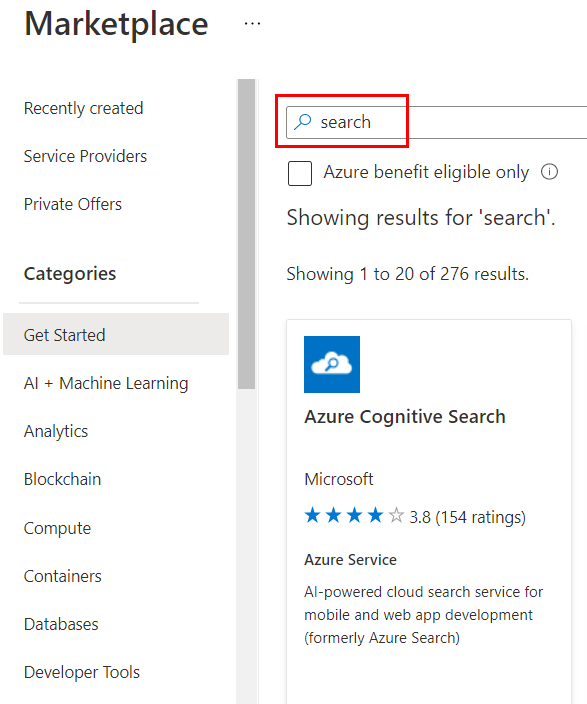 Marketplace ...
Recently created
Service Providers
Private Offers
Categories
Get Started
AI + Machine Learning
Analytics
Blockchain
Compute
Containers
Databases
Developer Tools
search
Azure benefit eligible only
Showing results for 'search'.
Showing 1 to 20 of 276 results.
Azure Cognitive Search
Microsoft
3.8 (154 ratings)
Azure Service
AI-powered cloud search service for
mobile and web app development
(formerly Azure Search)